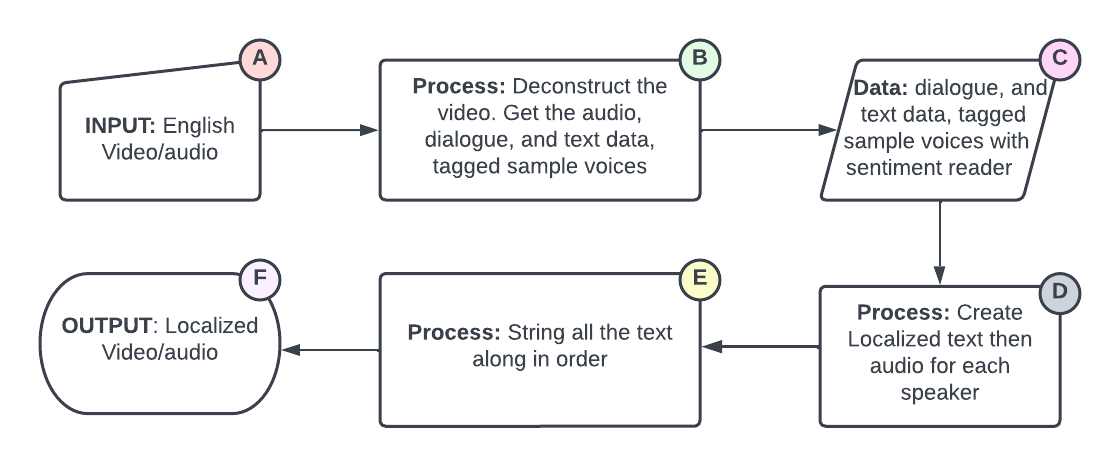 A
INPUT: English
Video/audio
B
Process: Deconstruct the
video. Get the audio,
dialogue, and text data,
tagged sample voices
C
Data: dialogue, and
text data, tagged
sample voices with
sentiment reader
D
Process: Create
Localized text then
audio for each
speaker
E
Process: String all the text
along in order
F
OUTPUT: Localized
Video/audio